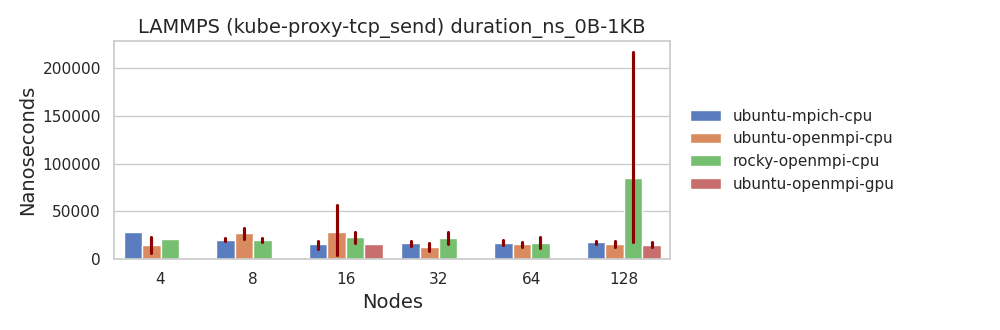 LAMMPS (kube-proxy-tcp_send) duration_ns_0B-1KB
Nanoseconds
200000
150000
100000
50000
0
4 8 16 32 64 128
Nodes
ubuntu-mpich-cpu
ubuntu-openmpi-cpu
rocky-openmpi-cpu
ubuntu-openmpi-gpu